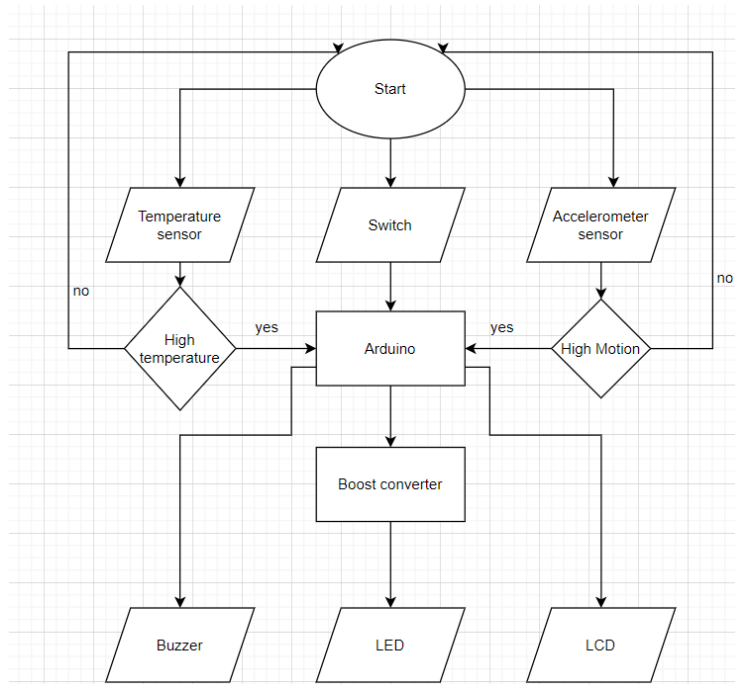 Start
Temperature
sensor
Switch
Accelerometer
sensor
no
no
High
temperature
yes
Arduino
yes
High Motion
Boost converter
Buzzer
LED
LCD